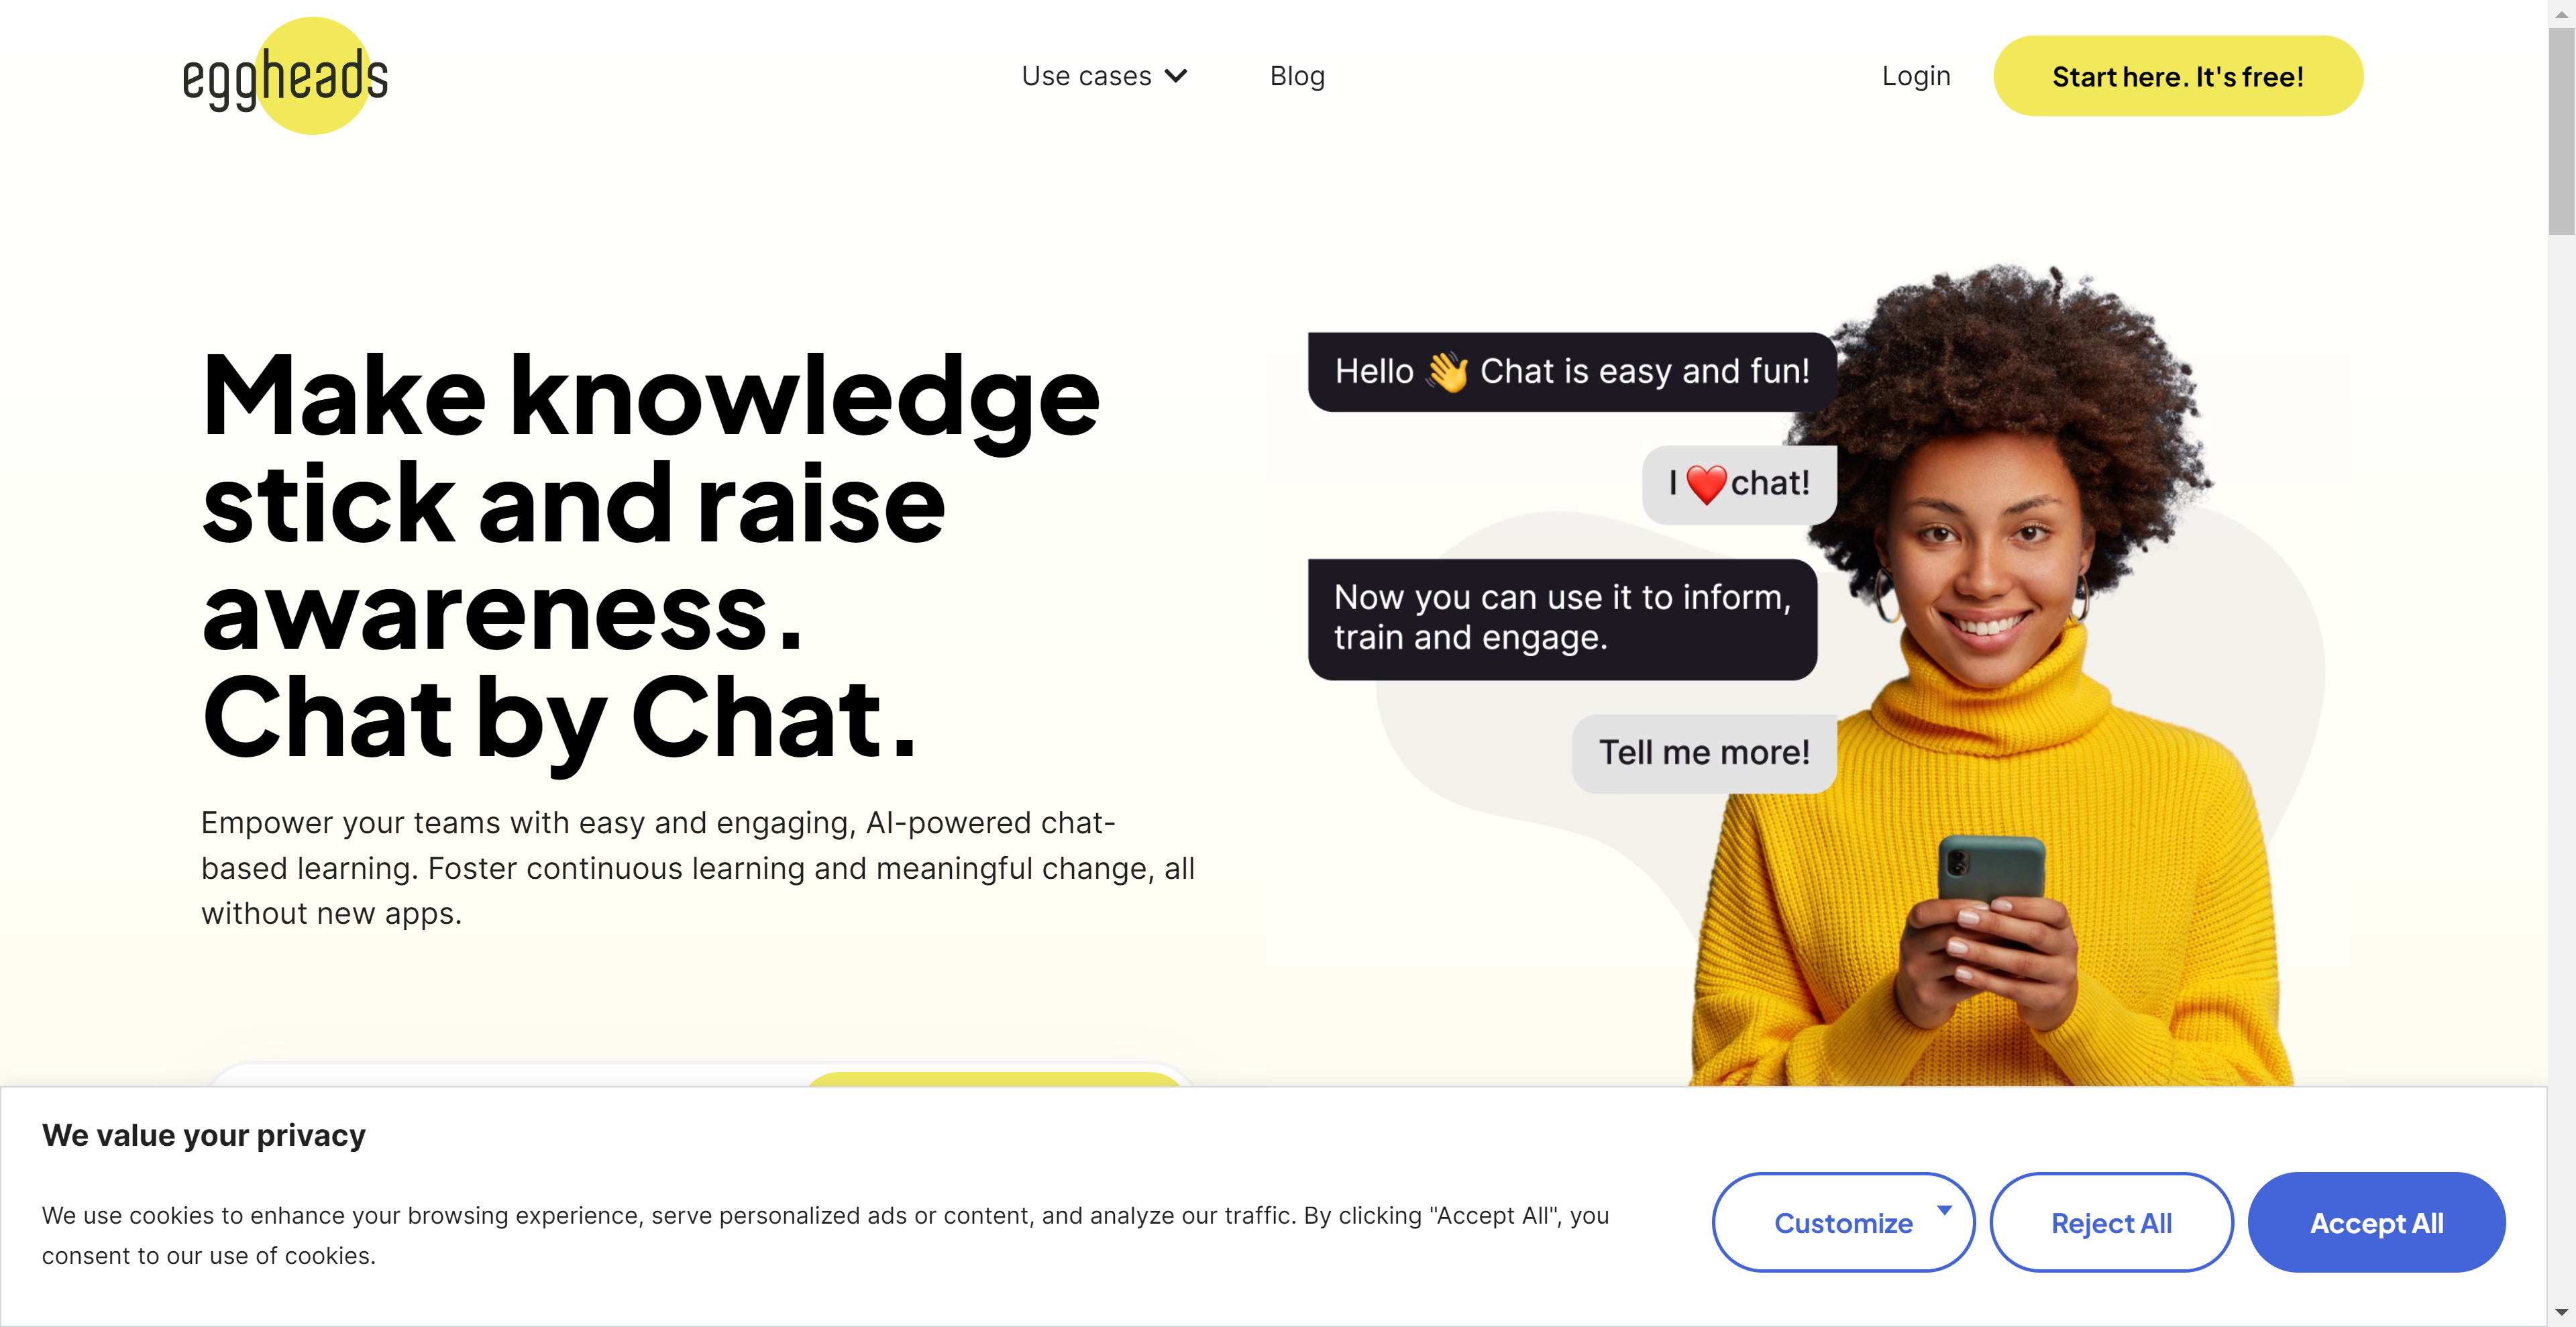 eggheads
Use cases
Blog
Login
Start here. It's free!
Make knowledge
stick and raise
awareness.
Chat by Chat.
Empower your teams with easy and engaging, AI-powered chat-
based learning. Foster continuous learning and meaningful change, all
without new apps.
Hello 👋 Chat is easy and fun!
I ❤️chat!
Now you can use it to inform,
train and engage.
Tell me more!
We value your privacy
We use cookies to enhance your browsing experience, serve personalized ads or content, and analyze our traffic. By clicking "Accept All", you
consent to our use of cookies.
Customize
Reject All
Accept All